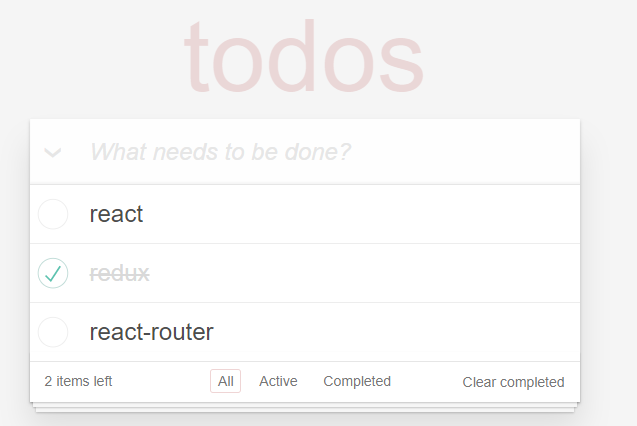 todos
What needs to be done?
react
redux
react-router
2 items left All Active Completed Clear completed